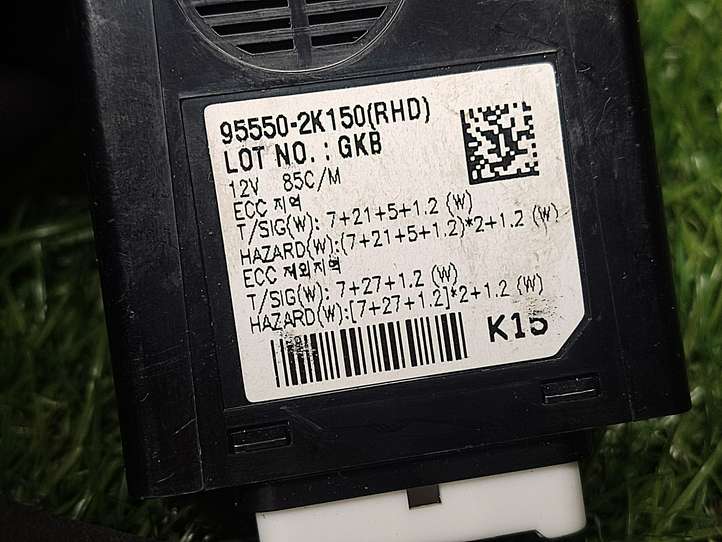 95550-2K150(RHD)
LOT NO. : GKB
12V 85C/M
ECC 지역
T/SIG(W): 7+21+5+1.2 (W)
HAZARD(W):(7+21+5+1.2)*2+1.2 (W)
ECC 제외지역
T/SIG(W): 7+27+1.2 (W)
HAZARD(W):[7+27+1.2]*2+1.2 (W)
K15